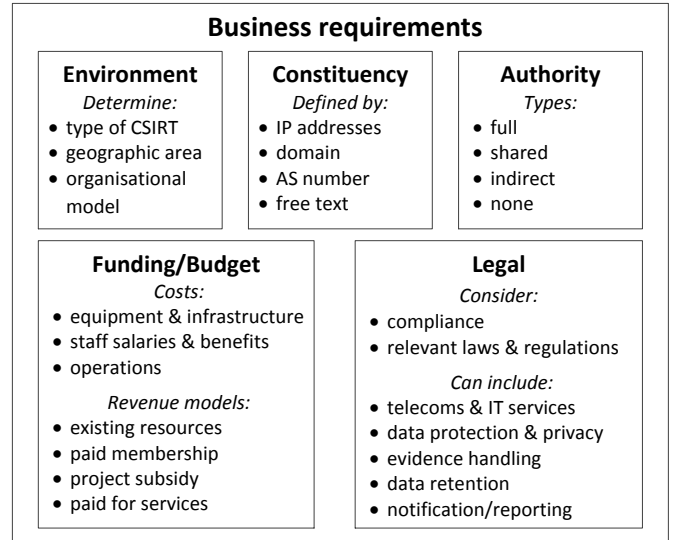 Business requirements
Environment
Determine:
• type of CSIRT
• geographic area
• organisational
model
Constituency
Defined by:
• IP addresses
• domain
• AS number
• free text
Authority
Types:
• full
• shared
• indirect
• none
Funding/Budget
Costs:
• equipment & infrastructure
• staff salaries & benefits
• operations
Revenue models:
• existing resources
• paid membership
• project subsidy
• paid for services
Legal
Consider:
• compliance
• relevant laws & regulations
Can include:
• telecoms & IT services
• data protection & privacy
• evidence handling
• data retention
• notification/reporting